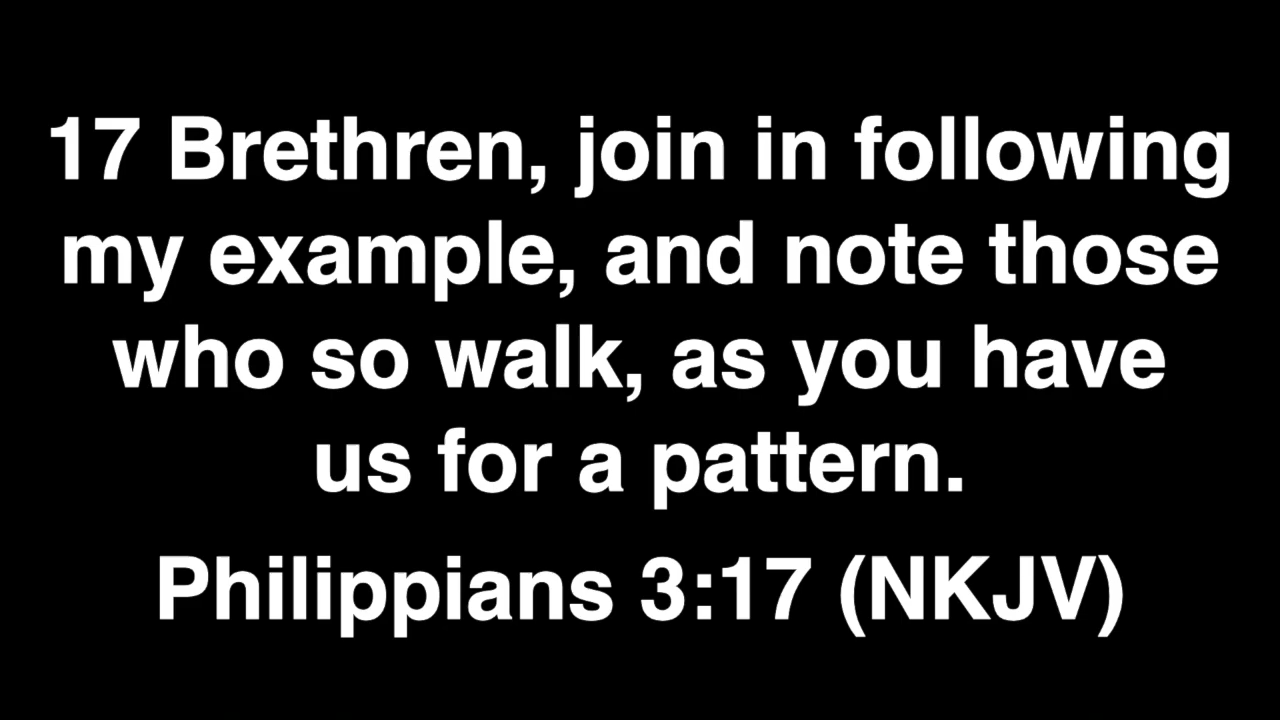 17 Brethren, join in following
my example, and note those
who so walk, as you have
us for a pattern.
Philippians 3:17 (NKJV)